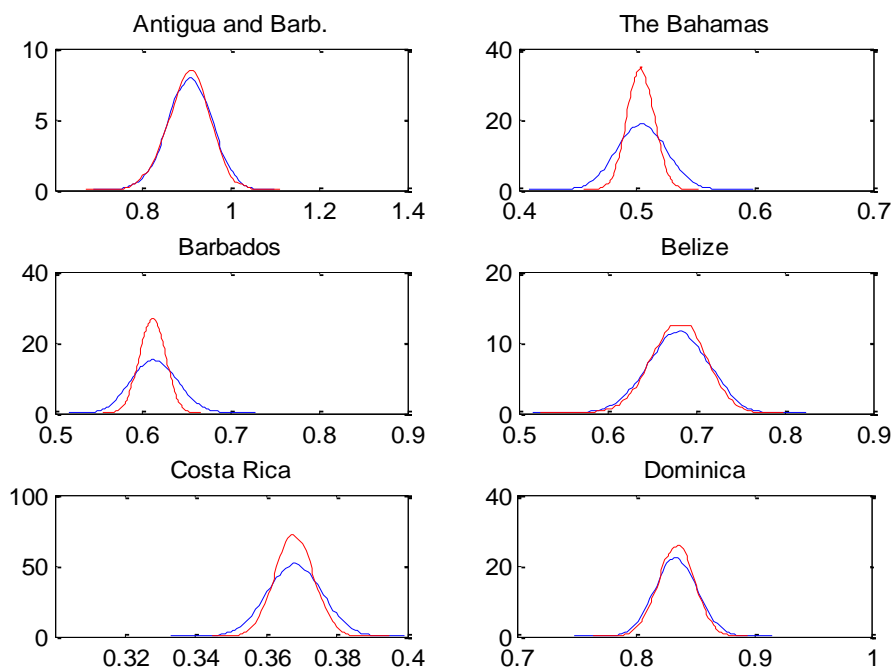 Antigua and Barb.
10
5
0
0.8 1 1.2 1.4
The Bahamas
40
20
0
0.4 0.5 0.6 0.7
Barbados
40
20
0
0.5 0.6 0.7 0.8 0.9
Belize
20
10
0
0.5 0.6 0.7 0.8 0.9
Costa Rica
100
50
0
0.32 0.34 0.36 0.38 0.4
Dominica
40
20
0
0.7 0.8 0.9 1